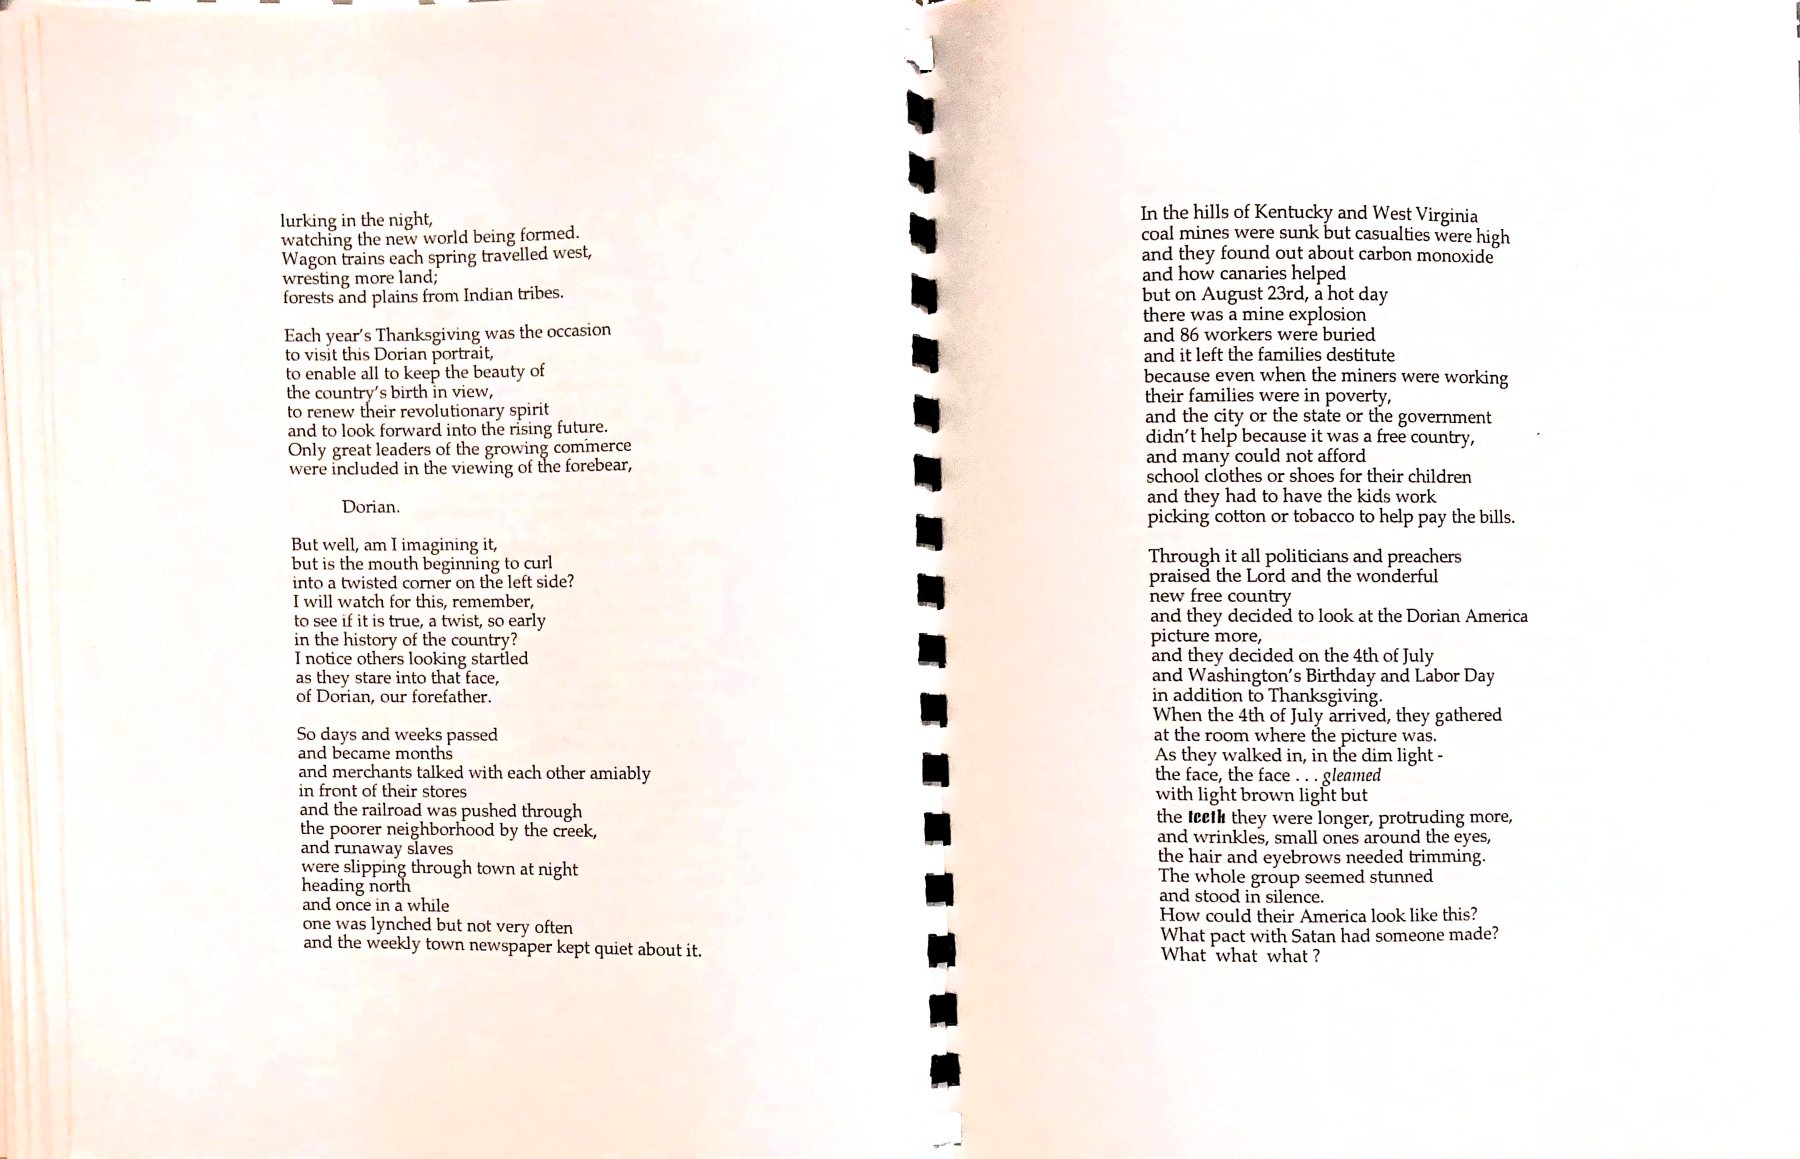 lurking in the night,
watching the new world being formed.
Wagon trains each spring travelled west,
wresting more land;
forests and plains from Indian tribes.
Each year's Thanksgiving was the occasion
to visit this Dorian portrait,
to enable all to keep the beauty of
the country's birth in view,
to renew their revolutionary spirit
and to look forward into the rising future.
Only great leaders of the growing commerce
were included in the viewing of the forebear,
Dorian.
But well, am I imagining it,
but is the mouth beginning to curl
into a twisted corner on the left side?
I will watch for this, remember,
to see if it is true, a twist, so early
in the history of the country?
I notice others looking startled
as they stare into that face,
of Dorian, our forefather.
So days and weeks passed
and became months
and merchants talked with each other amiably
in front of their stores
and the railroad was pushed through
the poorer neighborhood by the creek,
and runaway slaves
were slipping through town at night
heading north
and once in a while
one was lynched but not very often
and the weekly town newspaper kept quiet about it.
In the hills of Kentucky and West Virginia
coal mines were sunk but casualties were high
and they found out about carbon monoxide
and how canaries helped
but on August 23rd, a hot day
there was a mine explosion
and 86 workers were buried
and it left the families destitute
because even when the miners were working
their families were in poverty,
and the city or the state or the government
didn't help because it was a free country,
and many could not afford
school clothes or shoes for their children
and they had to have the kids work
picking cotton or tobacco to help pay the bills.
Through it all politicians and preachers
praised the Lord and the wonderful
new free country
and they decided to look at the Dorian America
picture more,
and they decided on the 4th of July
and Washington's Birthday and Labor Day
in addition to Thanksgiving.
When the 4th of July arrived, they gathered
at the room where the picture was.
As they walked in, in the dim light -
the face, the face . . . gleamed
with light brown light but
the teeth they were longer, protruding more,
and wrinkles, small ones around the eyes,
the hair and eyebrows needed trimming.
The whole group seemed stunned
and stood in silence.
How could their America look like this?
What pact with Satan had someone made?
What what what ?